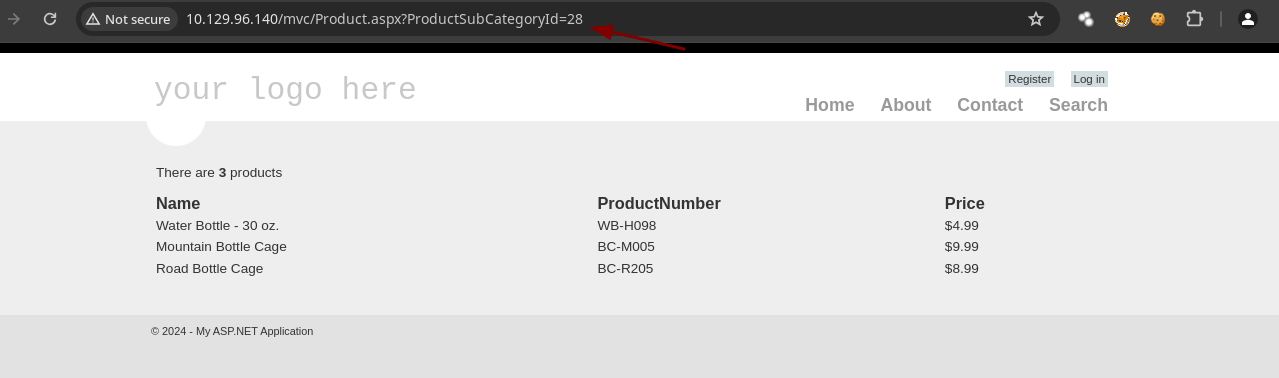 Not secure 10.129.96.140/mvc/Product.aspx?ProductSubCategoryId=28
your logo here
Register Log in
Home About Contact Search
There are 3 products
Name ProductNumber Price
Water Bottle - 30 oz. WB-H098 $4.99
Mountain Bottle Cage BC-M005 $9.99
Road Bottle Cage BC-R205 $8.99
© 2024 - My ASP.NET Application